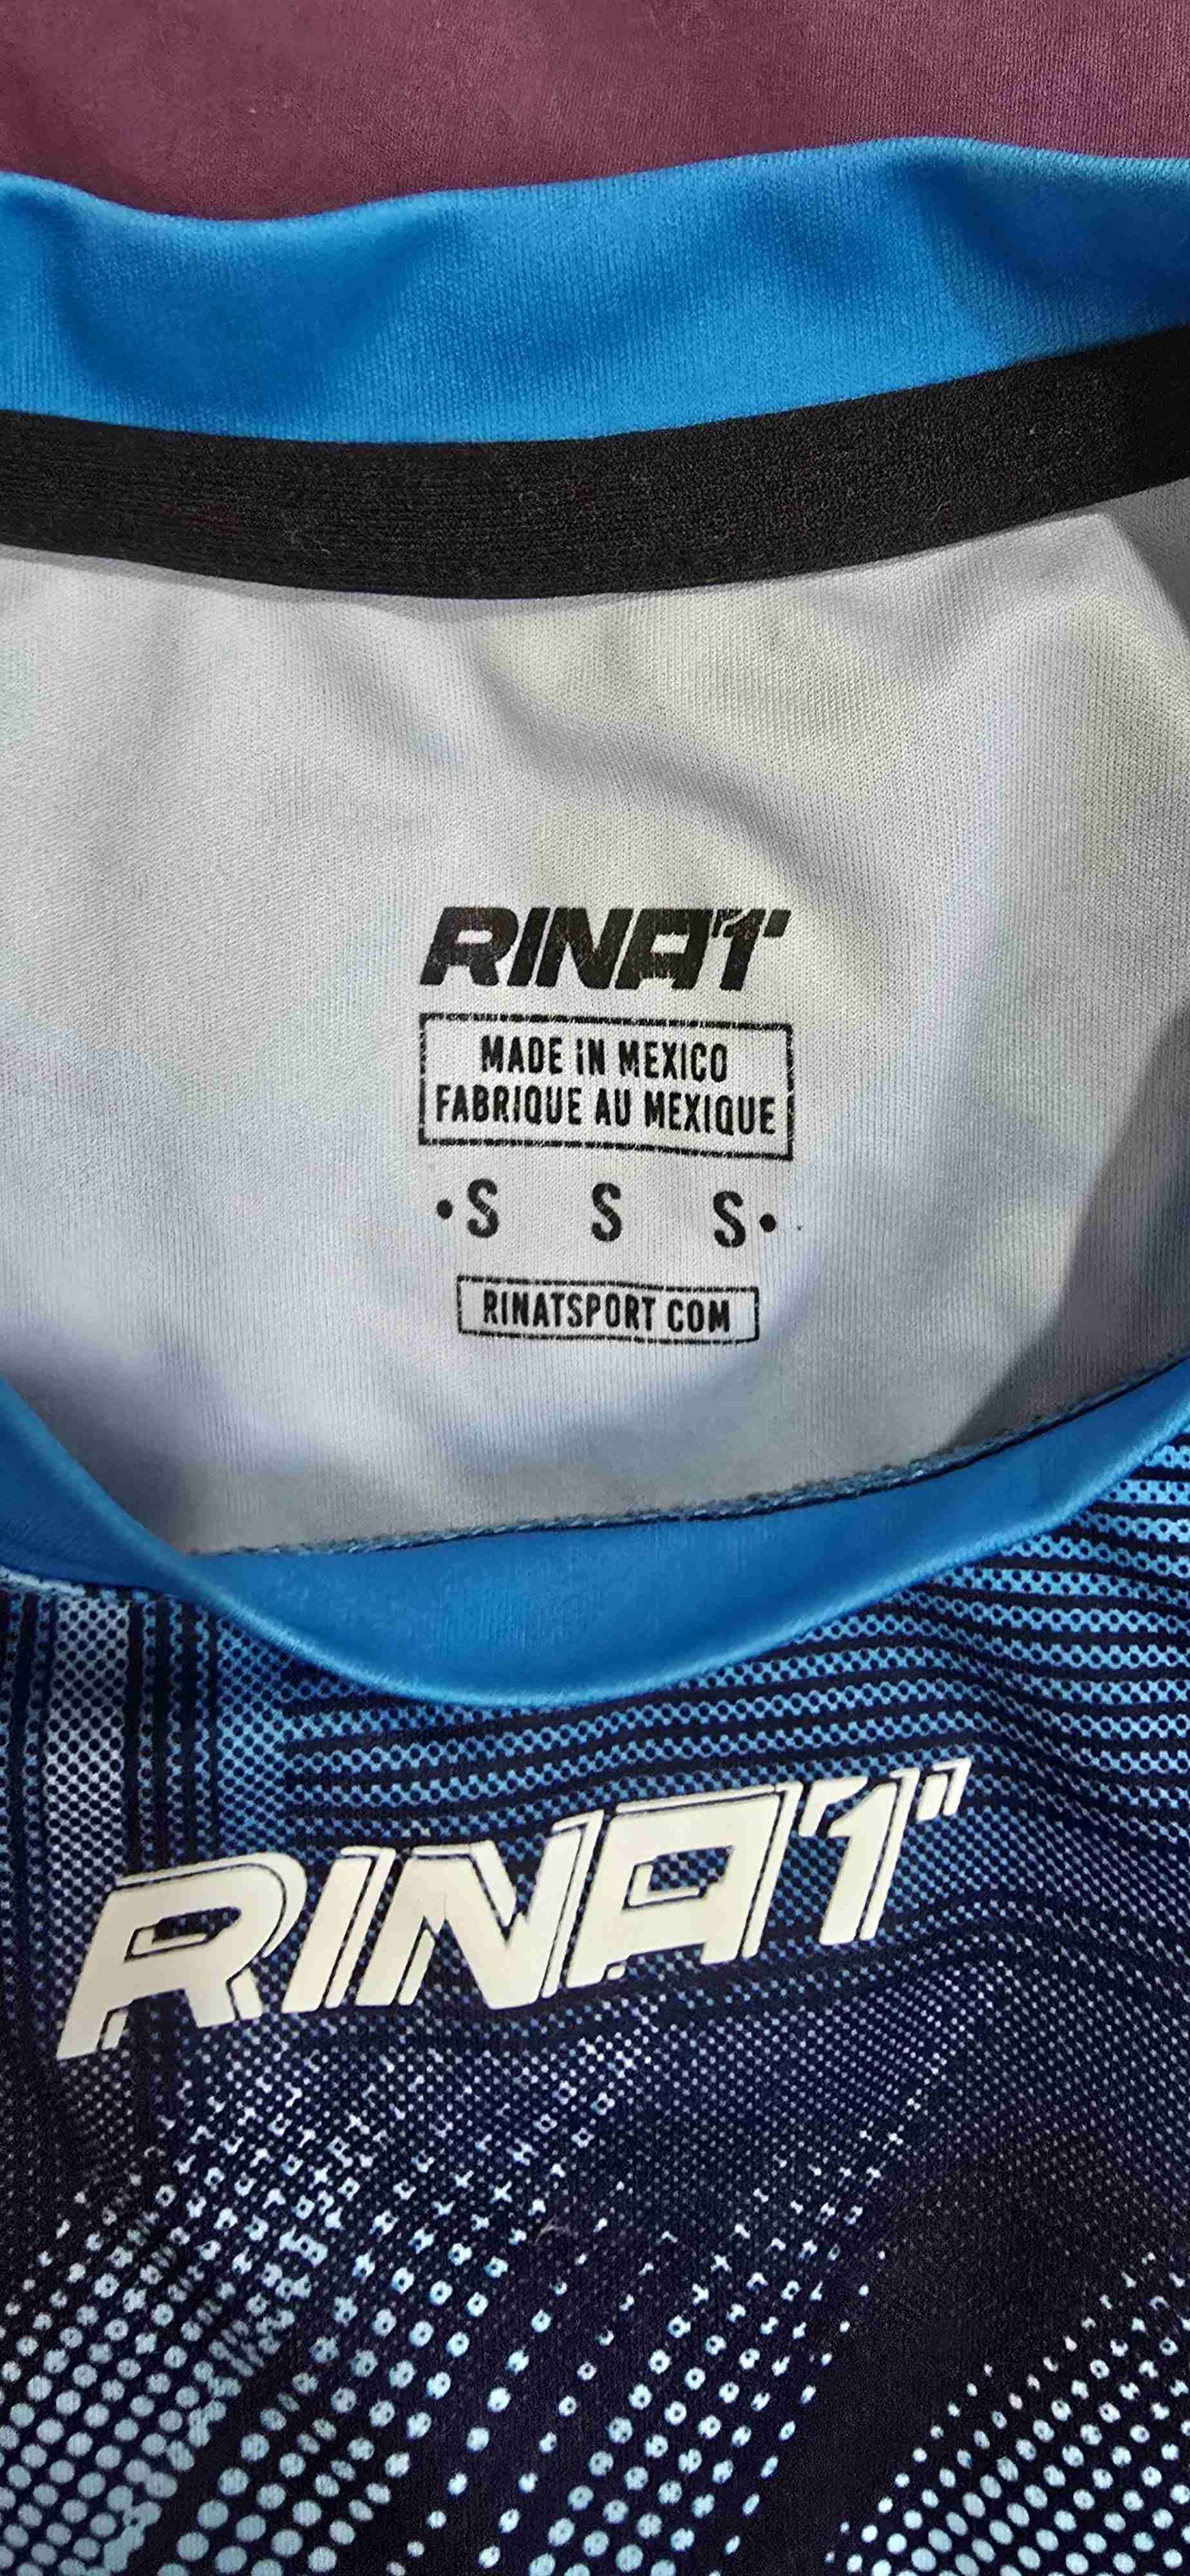 RINAT
MADE IN MEXICO
FABRIQUE AU MEXIQUE
•S S S•
RINATSPORT COM
RINAT